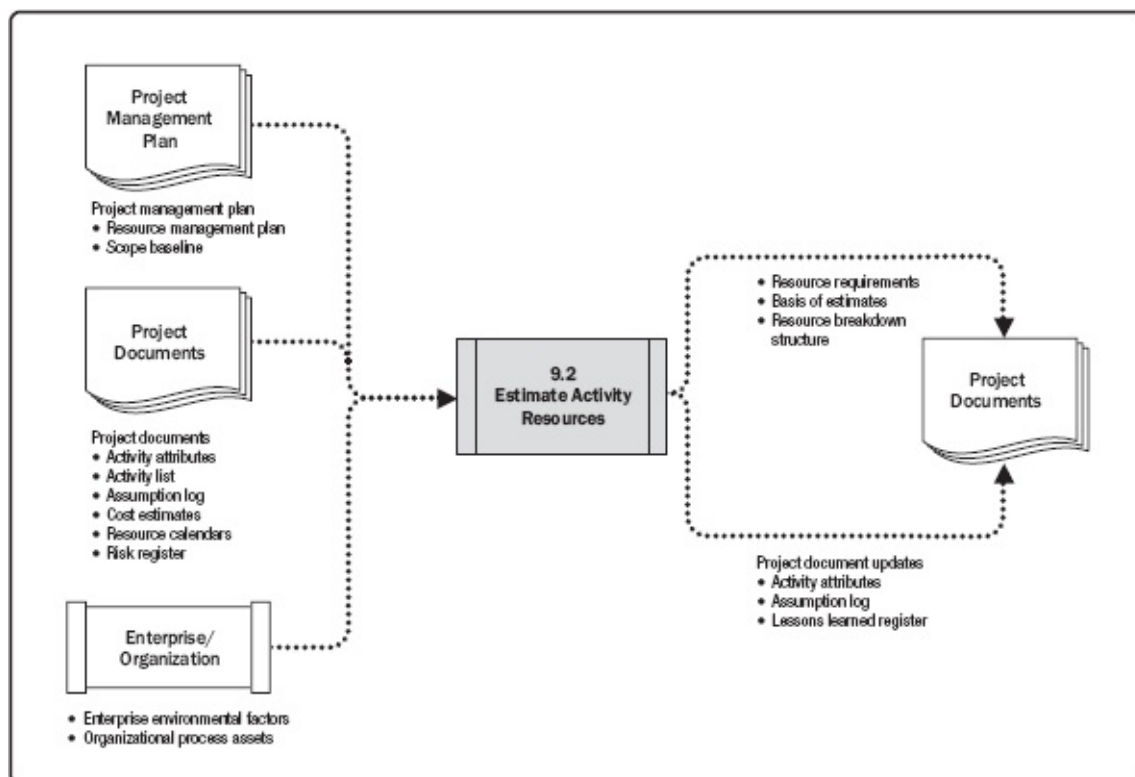 Project
Management
Plan
Project management plan
• Resource management plan
• Scope baseline
Project
Documents
Project documents
• Activity attributes
• Activity list
• Assumption log
• Cost estimates
• Resource calendars
• Risk register
Enterprise/
Organization
• Enterprise environmental factors
• Organizational process assets
9.2
Estimate Activity
Resources
• Resource requirements
• Basis of estimates
• Resource breakdown
structure
Project
Documents
Project document updates
• Activity attributes
• Assumption log
• Lessons learned register